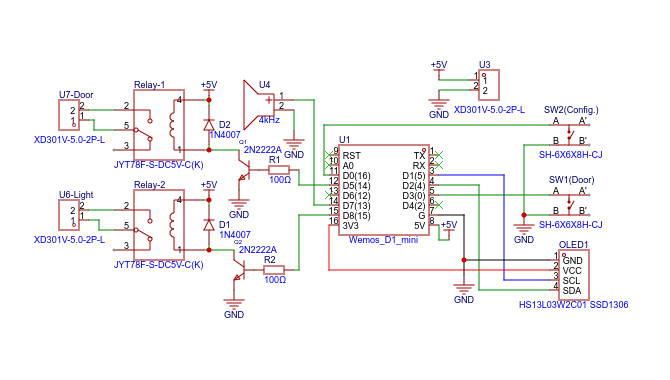 U7-Door
2
1
XD301V-5.0-2P-L
2
1
Relay-1
2
5
3
4
1
JYT78F-S-DC5V-C(K)
+5V
D2
1N4007
U4
+
1
2
4kHz
GND
Q1
2N2222A
R1
100Ω
GND
U6-Light
2
1
XD301V-5.0-2P-L
2
1
Relay-2
2
5
3
4
1
JYT78F-S-DC5V-C(K)
+5V
D1
1N4007
Q2
2N2222A
R2
100Ω
GND
U1
9 RST TX 1
10 A0 RX 2
11 D0(16) D1(5) 3
12 D5(14) D2(4) 4
13 D6(12) D3(0) 5
14 D7(13) D4(2) 6
15 D8(15) G 7
16 3V3 5V 8
Wemos_D1_mini
+5V
GND
+5V
GND
U3
1 1
2 2
XD301V-5.0-2P-L
SW2(Config.)
A A'
B B'
SH-6X6X8H-CJ
SW1(Door)
A A'
B B'
SH-6X6X8H-CJ
GND
OLED1
1 GND
2 VCC
3 SCL
4 SDA
HS13L03W2C01 SSD1306